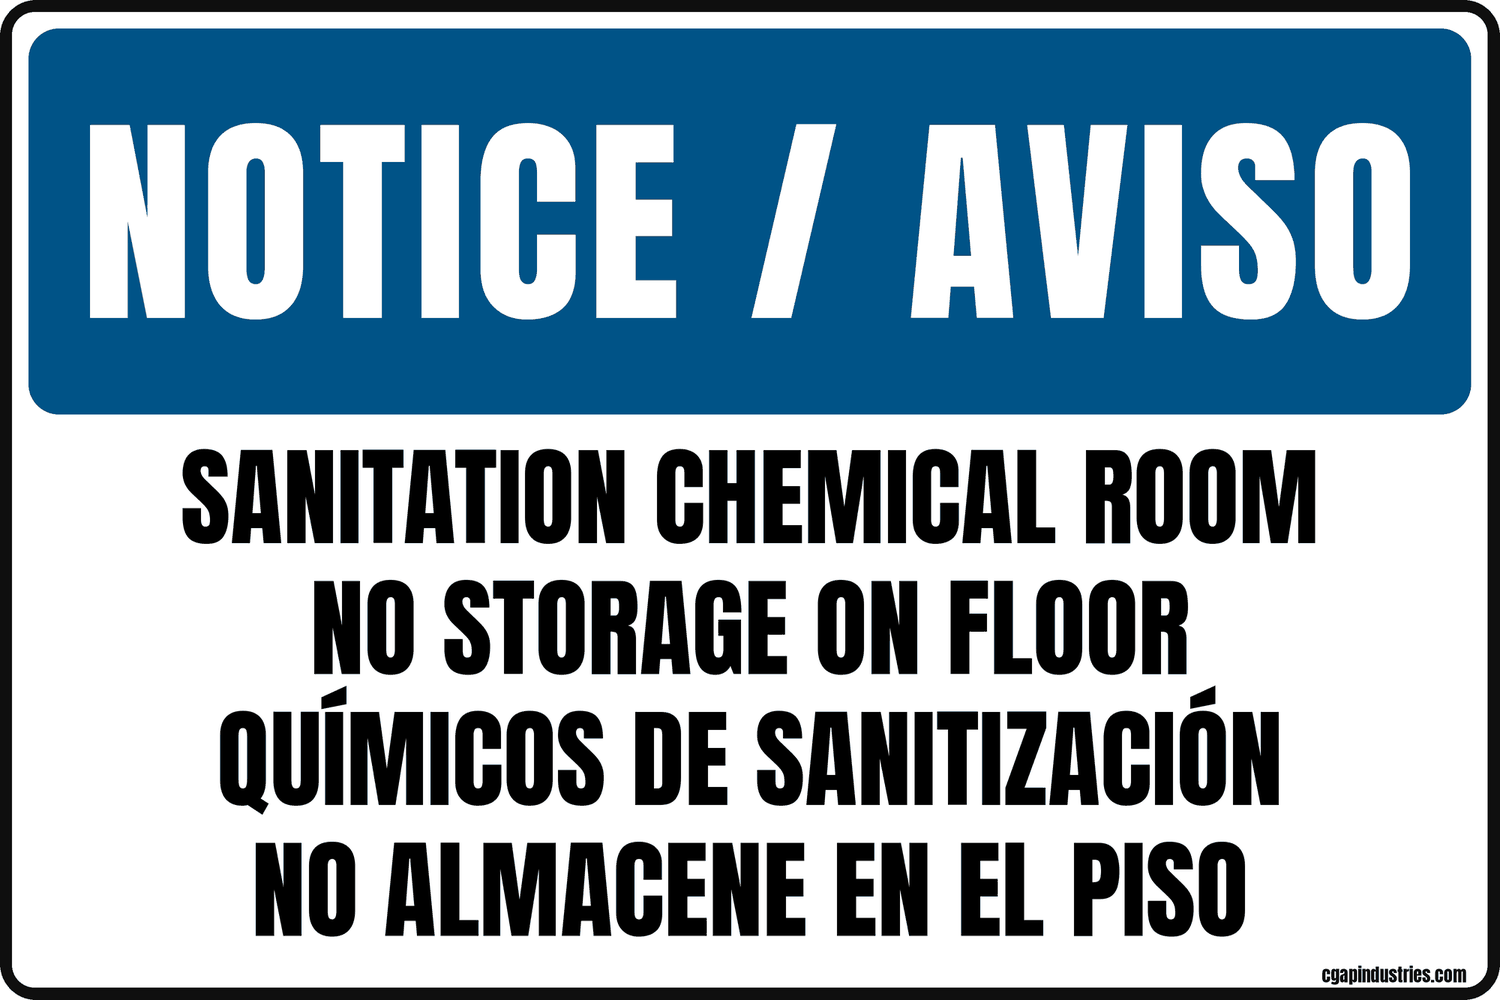 NOTICE / AVISO
SANITATION CHEMICAL ROOM
NO STORAGE ON FLOOR
QUÍMICOS DE SANITIZACIÓN
NO ALMACENE EN EL PISO
cgapindustries.com